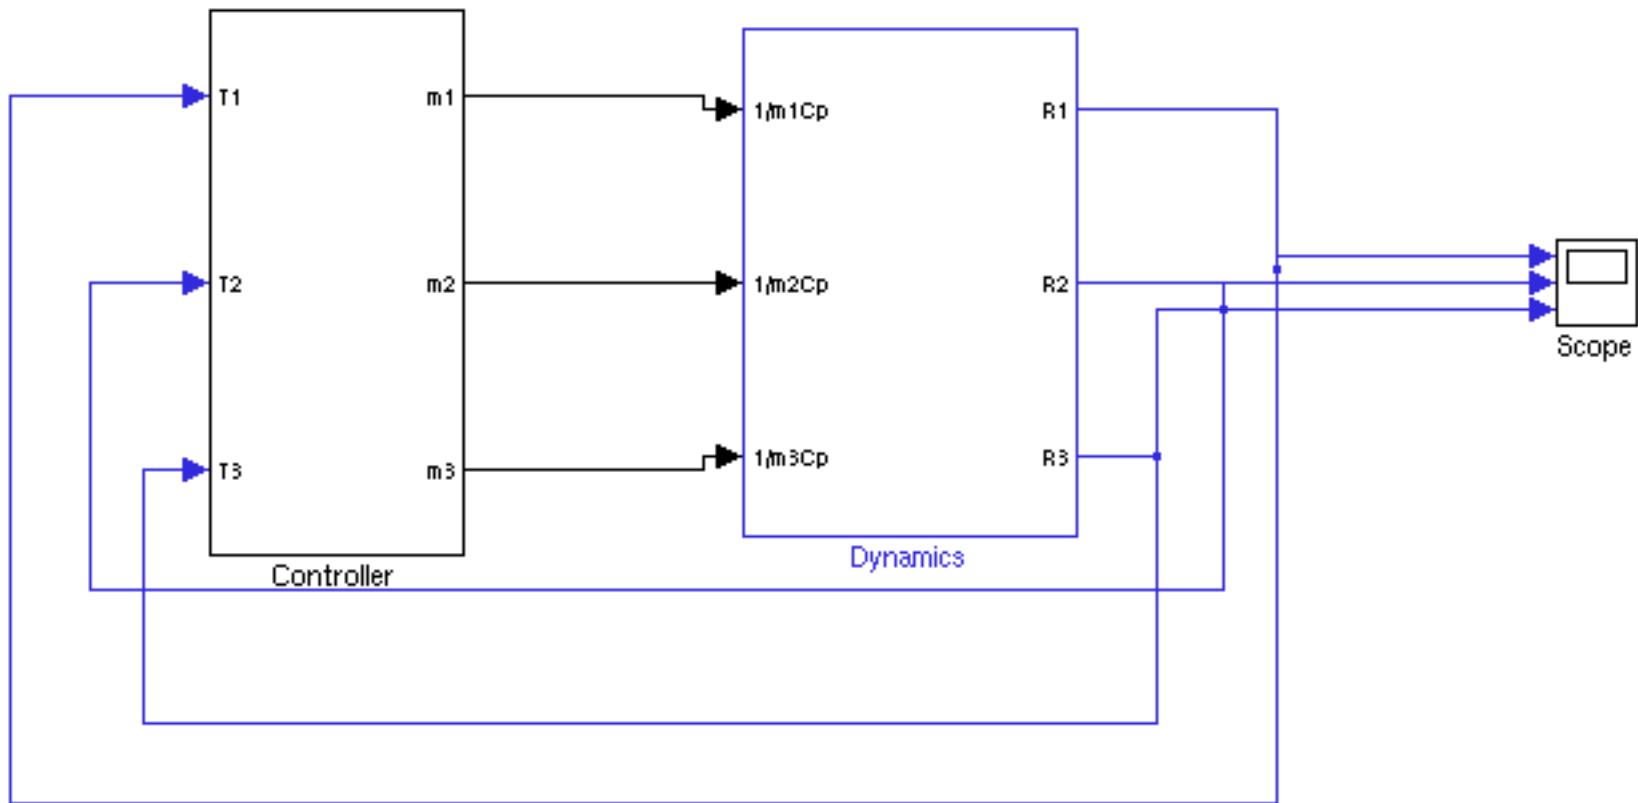 T1
m1
1/m1Cp
R1
T2
m2
1/m2Cp
R2
Scope
T3
m3
1/m3Cp
R3
Dynamics
Controller